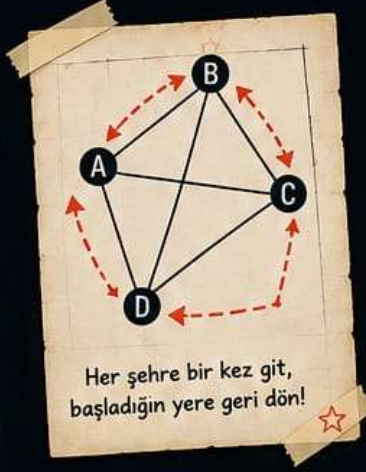 B
A
C
D
Her şehre bir kez git,
başladığın yere geri dön!